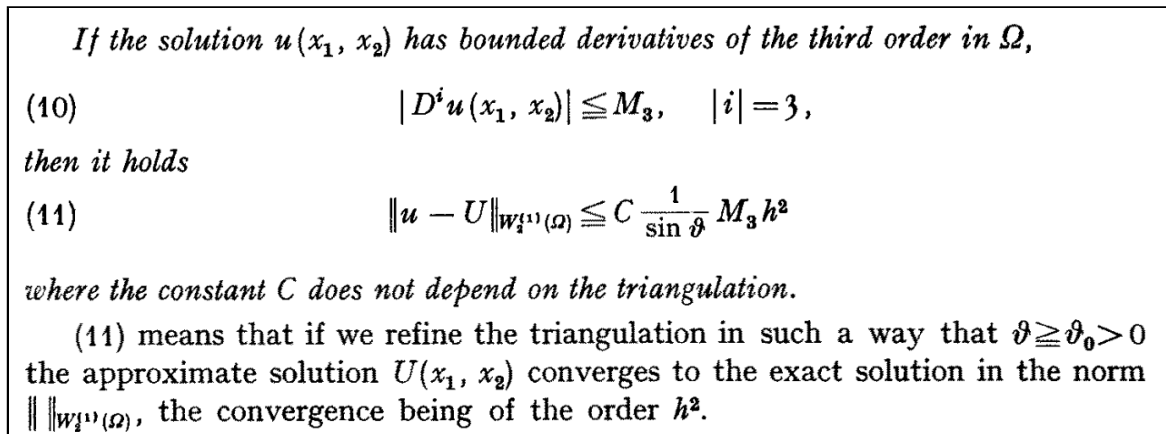 If the solution u(x₁, x₂) has bounded derivatives of the third order in Ω,
(10) |Dⁱu(x₁, x₂)| ≦ M₃, |i| = 3,
then it holds
(11) ‖u − U‖_{W₂^{(1)}(Ω)} ≦ C \frac{1}{\sin ϑ} M₃h²
where the constant C does not depend on the triangulation.
(11) means that if we refine the triangulation in such a way that ϑ ≧ ϑ₀ > 0
the approximate solution U(x₁, x₂) converges to the exact solution in the norm
‖ ‖_{W₂^{(1)}(Ω)}, the convergence being of the order h².